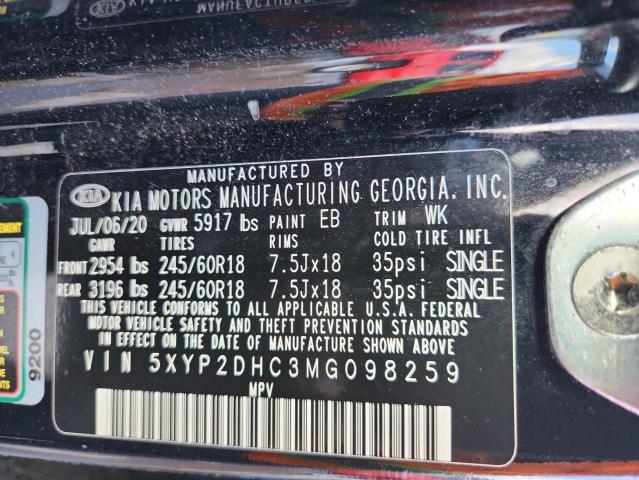 MANUFACTURED BY
KIA KIA MOTORS MANUFACTURING GEORGIA. INC.
JUL/06/20 GVWR 5917 lbs PAINT EB TRIM WK
GAWR TIRES RIMS COLD TIRE INFL
FRONT 2954 lbs 245/60R18 7.5Jx18 35psi SINGLE
REAR 3196 lbs 245/60R18 7.5Jx18 35psi SINGLE
THIS VEHICLE CONFORMS TO ALL APPLICABLE U.S.A. FEDERAL
MOTOR VEHICLE SAFETY AND THEFT PREVENTION STANDARDS
IN EFFECT ON THE DATE OF MANUFACTURE SHOWN ABOVE.
VIN 5XYP2DHC3MG098259
MPV
9200